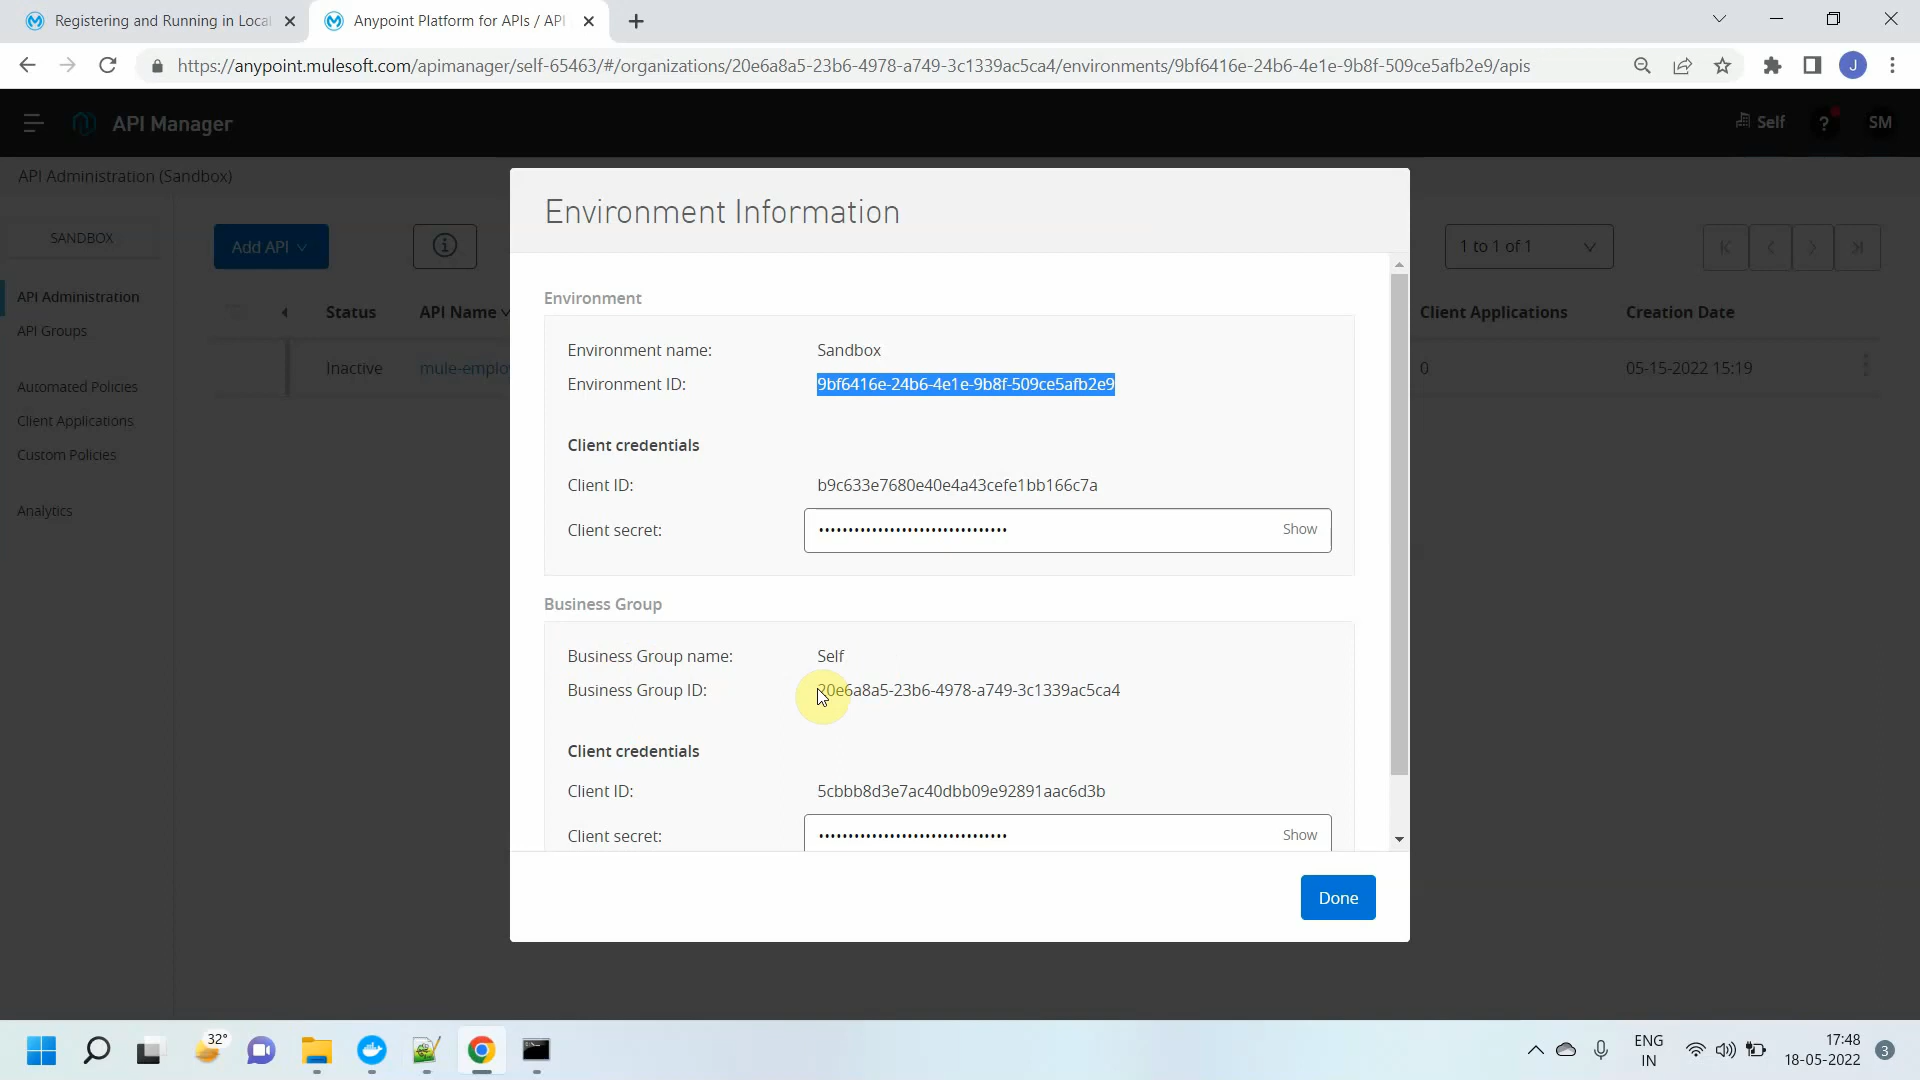 Registering and Running in Loca
Anypoint Platform for APIs / API
https://anypoint.mulesoft.com/apimanager/self-65463/#/organizations/20e6a8a5-23b6-4978-a749-3c1339ac5ca4/environments/9bf6416e-24b6-4e1e-9b8f-509ce5afb2e9/apis
J
API Manager
Self
?
SM
API Administration (Sandbox)
SANDBOX
API Administration
API Groups
Automated Policies
Client Applications
Custom Policies
Analytics
Add API
1 to 1 of 1
Status
API Name
Client Applications
Creation Date
Inactive
mule-emplo
0
05-15-2022 15:19
Environment Information
Environment
Environment name: Sandbox
Environment ID: 9bf6416e-24b6-4e1e-9b8f-509ce5afb2e9
Client credentials
Client ID: b9c633e7680e40e4a43cefe1bb166c7a
Client secret: •••••••••••••••••••••••••••••••• Show
Business Group
Business Group name: Self
Business Group ID: 20e6a8a5-23b6-4978-a749-3c1339ac5ca4
Client credentials
Client ID: 5cbbb8d3e7ac40dbb09e92891aac6d3b
Client secret: •••••••••••••••••••••••••••••••• Show
Done
32°
ENG
IN
17:48
18-05-2022
3